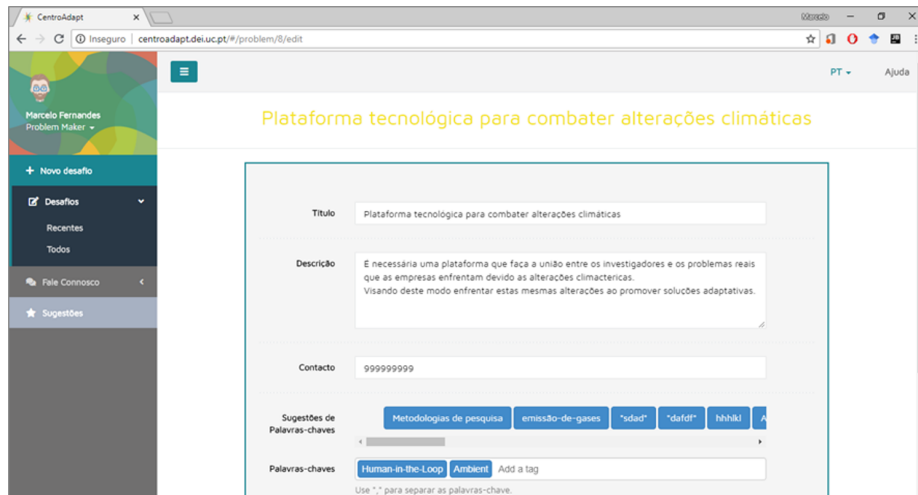 CentroAdapt
Marcelo
Inseguro | centroadapt.dei.uc.pt/#/problem/8/edit
PT
Ajuda
Marcelo Fernandes
Problem Maker
+ Novo desafio
Desafios
Recentes
Todos
Fale Connosco
Sugestões
Plataforma tecnológica para combater alterações climáticas
Título
Plataforma tecnológica para combater alterações climáticas
Descrição
É necessária uma plataforma que faça a união entre os investigadores e os problemas reais
que as empresas enfrentam devido as alterações climactericas.
Visando deste modo enfrentar estas mesmas alterações ao promover soluções adaptativas.
Contacto
999999999
Sugestões de
Palavras-chaves
Metodologias de pesquisa emissão-de-gases "sdad" "dafdf" hhhlkl A
Palavras-chaves
Human-in-the-Loop Ambient Add a tag
Use "," para separar as palavras-chave.